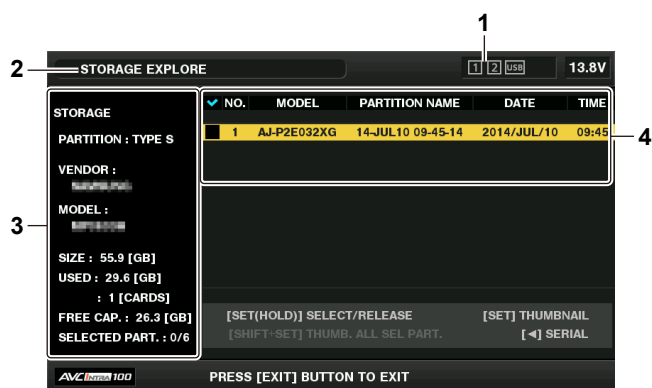 1
2
STORAGE EXPLORE
1 2 USB
13.8V
STORAGE
PARTITION : TYPE S
VENDOR :
MODEL :
SIZE : 55.9 [GB]
USED : 29.6 [GB]
: 1 [CARDS]
FREE CAP. : 26.3 [GB]
SELECTED PART. : 0/6
3
NO. MODEL PARTITION NAME DATE TIME
1 AJ-P2E032XG 14-JUL10 09-45-14 2014/JUL/10 09:45
4
[SET(HOLD)] SELECT/RELEASE [SET] THUMBNAIL
[SHIFT+SET] THUMB. ALL SEL PART. [◄] SERIAL
AVC Intra 100
PRESS [EXIT] BUTTON TO EXIT